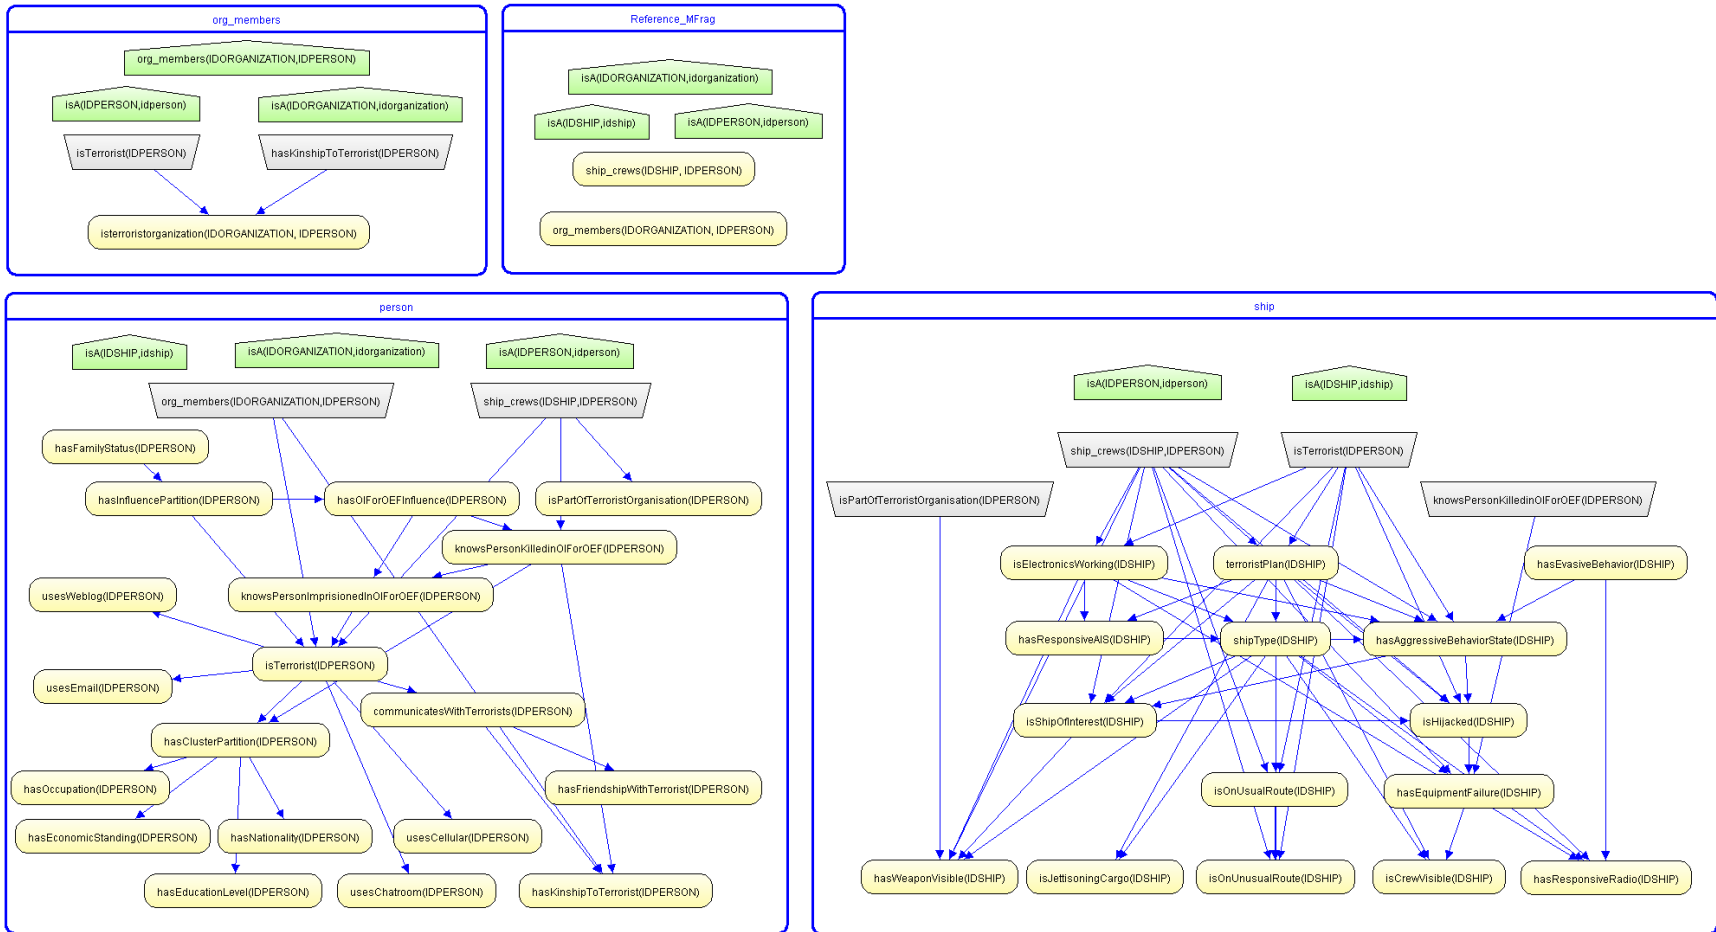 org_members
org_members(IDORGANIZATION,IDPERSON)
isA(IDPERSON,idperson)
isA(IDORGANIZATION,idorganization)
isTerrorist(IDPERSON)
hasKinshipToTerrorist(IDPERSON)
isterroristorganization(IDORGANIZATION, IDPERSON)
Reference_MFrag
isA(IDORGANIZATION,idorganization)
isA(IDSHIP,idship)
isA(IDPERSON,idperson)
ship_crews(IDSHIP, IDPERSON)
org_members(IDORGANIZATION, IDPERSON)
person
isA(IDSHIP,idship)
isA(IDORGANIZATION,idorganization)
isA(IDPERSON,idperson)
org_members(IDORGANIZATION,IDPERSON)
ship_crews(IDSHIP,IDPERSON)
hasFamilyStatus(IDPERSON)
hasInfluencePartition(IDPERSON)
hasOIForOEFInfluence(IDPERSON)
isPartOfTerroristOrganisation(IDPERSON)
knowsPersonKilledinOIForOEF(IDPERSON)
usesWeblog(IDPERSON)
knowsPersonImprisionedInOIForOEF(IDPERSON)
isTerrorist(IDPERSON)
usesEmail(IDPERSON)
communicatesWithTerrorists(IDPERSON)
hasClusterPartition(IDPERSON)
hasOccupation(IDPERSON)
hasFriendshipWithTerrorist(IDPERSON)
hasEconomicStanding(IDPERSON)
hasNationality(IDPERSON)
usesCellular(IDPERSON)
hasEducationLevel(IDPERSON)
usesChatroom(IDPERSON)
hasKinshipToTerrorist(IDPERSON)
ship
isA(IDPERSON,idperson)
isA(IDSHIP,idship)
ship_crews(IDSHIP,IDPERSON)
isTerrorist(IDPERSON)
isPartOfTerroristOrganisation(IDPERSON)
knowsPersonKilledinOIForOEF(IDPERSON)
isElectronicsWorking(IDSHIP)
terroristPlan(IDSHIP)
hasEvasiveBehavior(IDSHIP)
hasResponsiveAIS(IDSHIP)
shipType(IDSHIP)
hasAggressiveBehaviorState(IDSHIP)
isShipOfInterest(IDSHIP)
isHijacked(IDSHIP)
isOnUsualRoute(IDSHIP)
hasEquipmentFailure(IDSHIP)
hasWeaponVisible(IDSHIP)
isJettisoningCargo(IDSHIP)
isOnUnusualRoute(IDSHIP)
isCrewVisible(IDSHIP)
hasResponsiveRadio(IDSHIP)